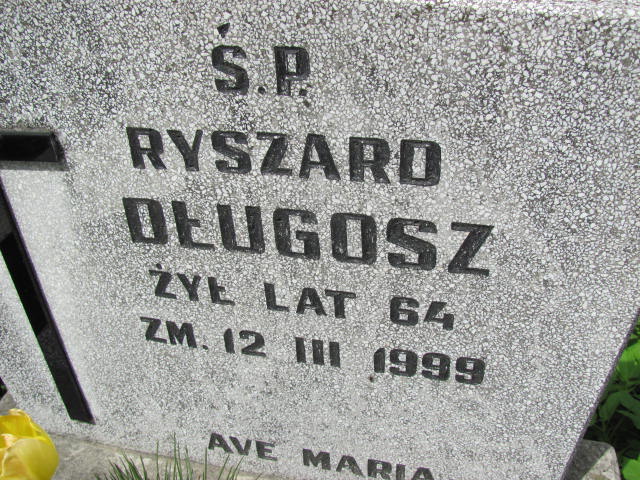 Ś.P.
RYSZARD
DŁUGOSZ
ŻYŁ LAT 64
ZM. 12 III 1999
AVE MARIA